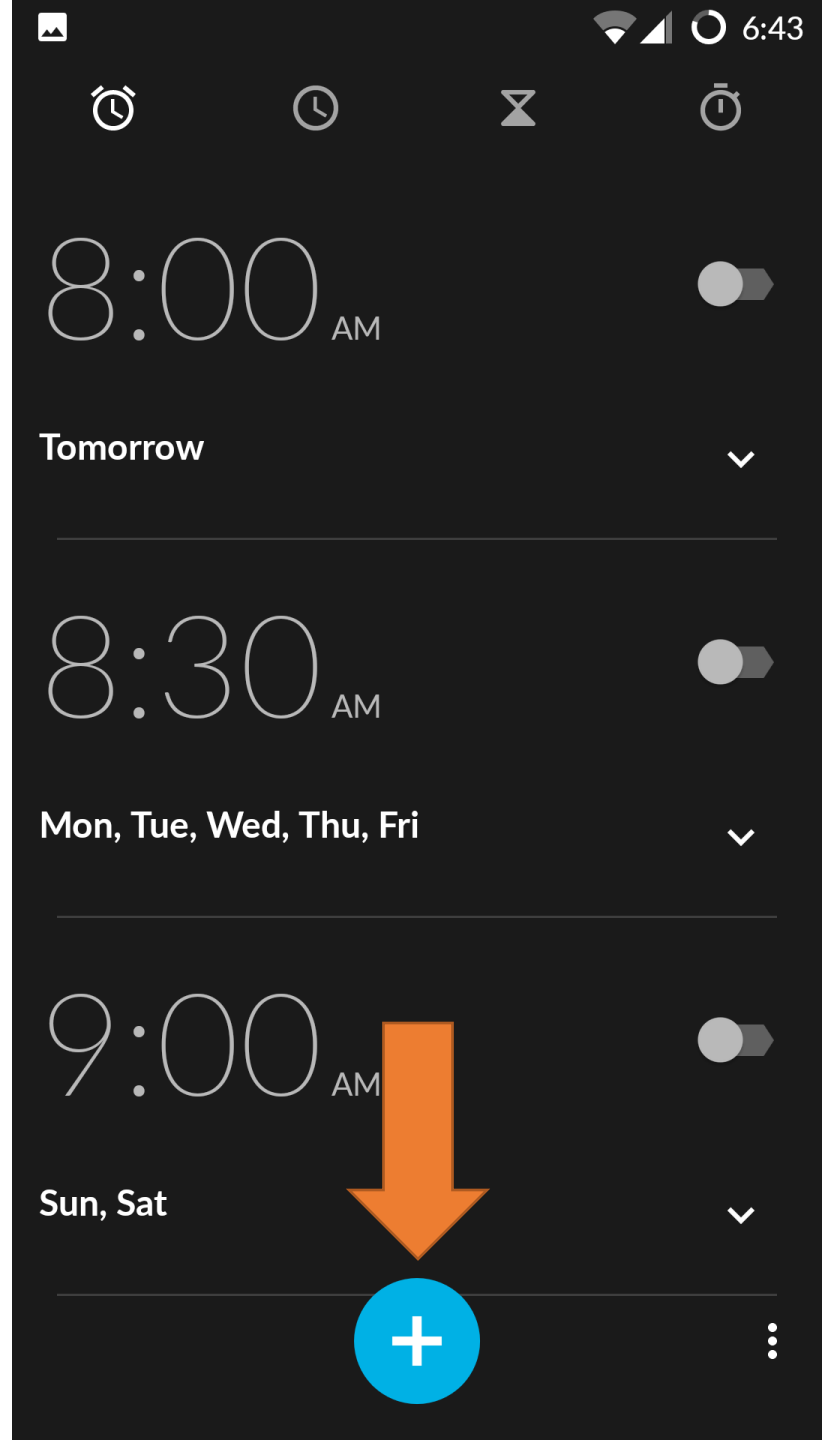 6:43
8:00 AM
Tomorrow
8:30 AM
Mon, Tue, Wed, Thu, Fri
9:00 AM
Sun, Sat